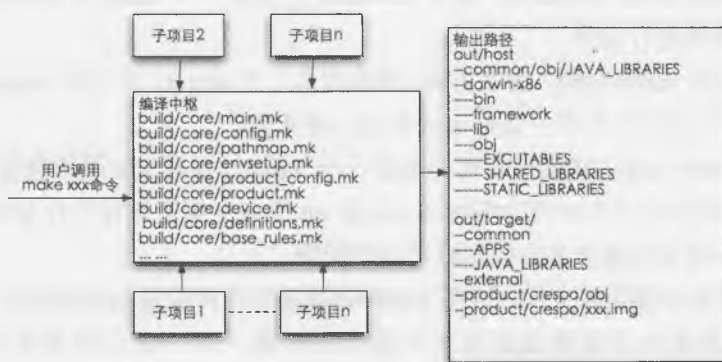 子项目2
子项目n
用户调用
make xxx命令
编译中枢
build/core/main.mk
build/core/config.mk
build/core/pathmap.mk
build/core/envsetup.mk
build/core/product_config.mk
build/core/product.mk
build/core/device.mk
build/core/definitions.mk
build/core/base_rules.mk
... ...
子项目1
子项目n
输出路径
out/host
--common/obj/JAVA_LIBRARIES
--darwin-x86
----bin
----framework
----lib
----obj
------EXCUTABLES
------SHARED_LIBRARIES
------STATIC_LIBRARIES
out/target/
--common
----APPS
----JAVA_LIBRARIES
--external
--product/crespo/obj
--product/crespo/xxx.img